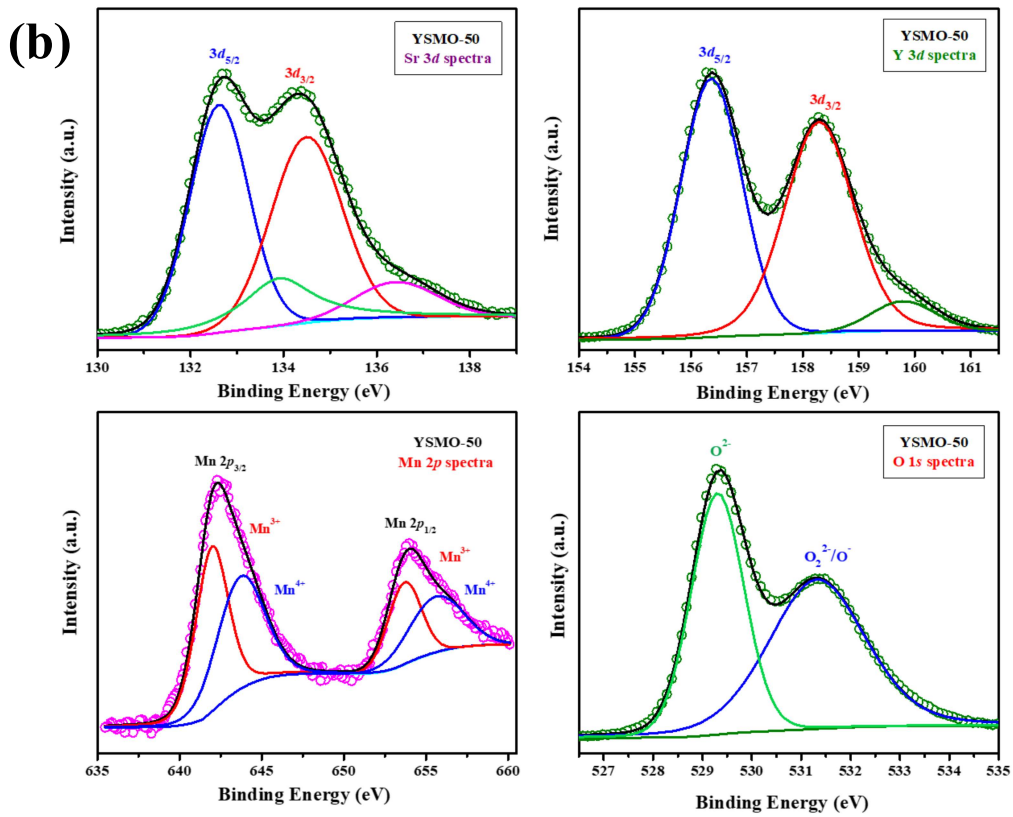 (b)
YSMO-50
Sr 3d spectra
3d5/2
3d3/2
Intensity (a.u.)
130 132 134 136 138
Binding Energy (eV)
YSMO-50
Y 3d spectra
3d5/2
3d3/2
Intensity (a.u.)
154 155 156 157 158 159 160 161
Binding Energy (eV)
YSMO-50
Mn 2p spectra
Mn 2p3/2
Mn3+
Mn4+
Mn 2p1/2
Mn3+
Mn4+
Intensity (a.u.)
635 640 645 650 655 660
Binding Energy (eV)
YSMO-50
O 1s spectra
O2-
O22-/O-
Intensity (a.u.)
527 528 529 530 531 532 533 534 535
Binding Energy (eV)